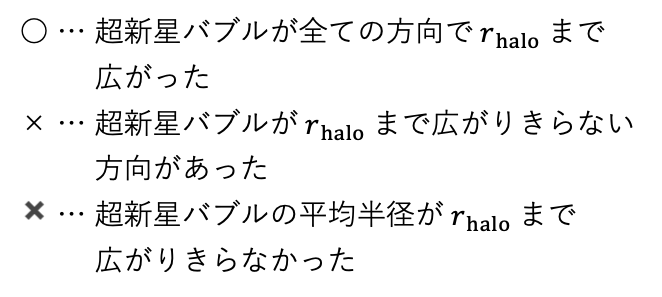 ○ … 超新星バブルが全ての方向で r_halo まで
広がった
× … 超新星バブルが r_halo まで広がりきらない
方向があった
✖ … 超新星バブルの平均半径が r_halo まで
広がりきらなかった